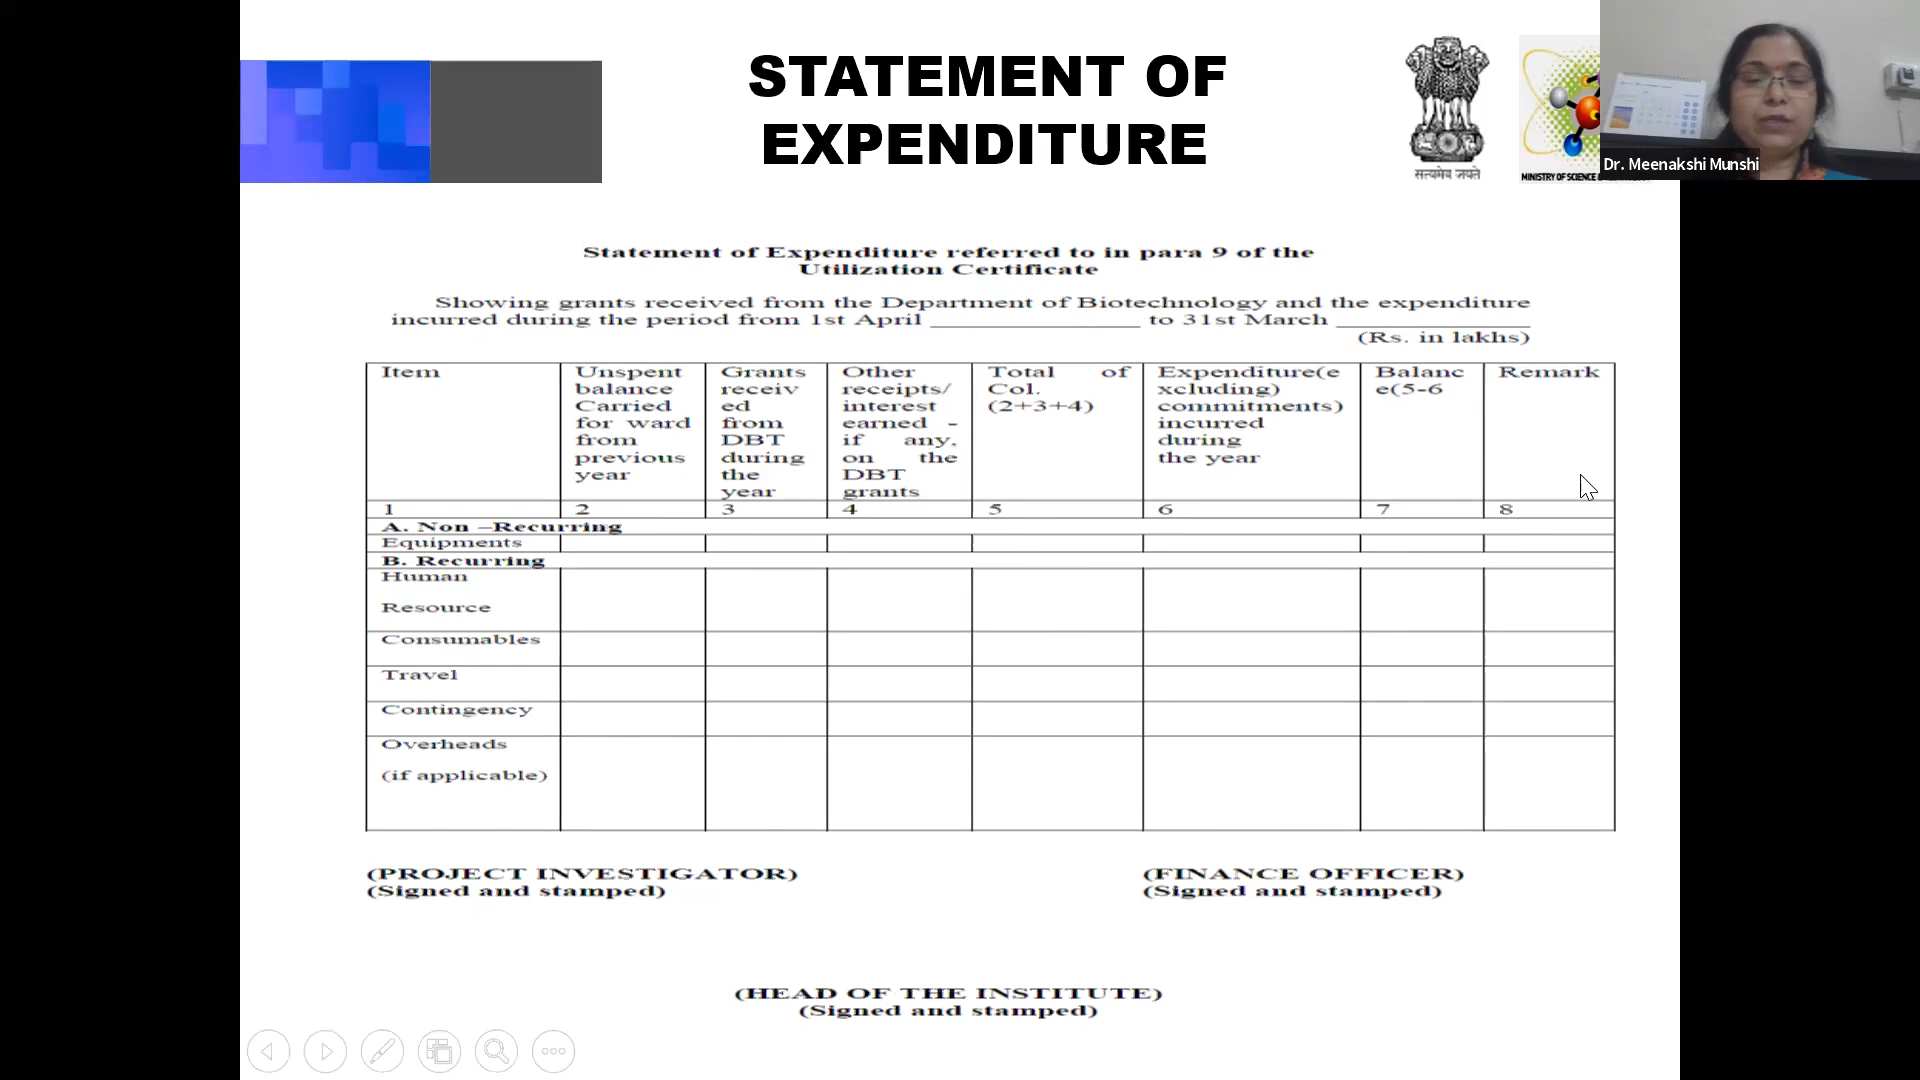 STATEMENT OF
EXPENDITURE
सत्यमेव जयते
MINISTRY OF SCIENCE
Dr. Meenakshi Munshi
Statement of Expenditure referred to in para 9 of the
Utilization Certificate
Showing grants received from the Department of Biotechnology and the expenditure
incurred during the period from 1st April _______________ to 31st March ______________
(Rs. in lakhs)
Item
Unspent
balance
Carried
for ward
from
previous
year
Grants
receiv
ed
from
DBT
during
the
year
Other
receipts/
interest
earned -
if any,
on the
DBT
grants
Total of
Col.
(2+3+4)
Expenditure(e
xcluding)
commitments)
incurred
during
the year
Balanc
e(5-6
Remark
1 2 3 4 5 6 7 8
A. Non –Recurring
Equipments
B. Recurring
Human
Resource
Consumables
Travel
Contingency
Overheads
(if applicable)
(PROJECT INVESTIGATOR)
(Signed and stamped)
(FINANCE OFFICER)
(Signed and stamped)
(HEAD OF THE INSTITUTE)
(Signed and stamped)